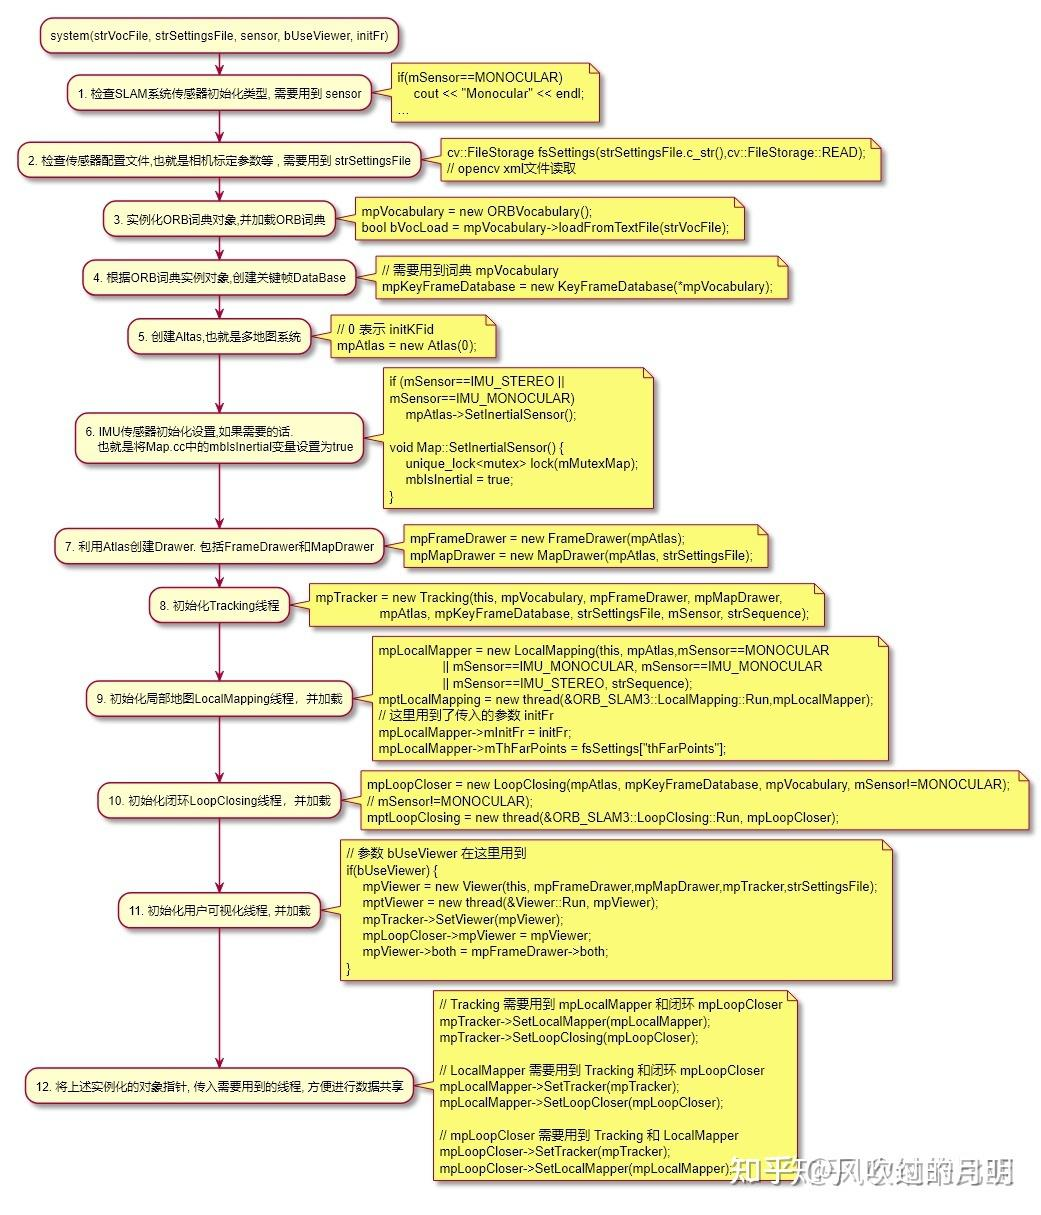 system(strVocFile, strSettingsFile, sensor, bUseViewer, initFr)
1. 检查SLAM系统传感器初始化类型, 需要用到 sensor
if(mSensor==MONOCULAR)
cout << "Monocular" << endl;
...
2. 检查传感器配置文件,也就是相机标定参数等 , 需要用到 strSettingsFile
cv::FileStorage fsSettings(strSettingsFile.c_str(),cv::FileStorage::READ);
// opencv xml文件读取
3. 实例化ORB词典对象,并加载ORB词典
mpVocabulary = new ORBVocabulary();
bool bVocLoad = mpVocabulary->loadFromTextFile(strVocFile);
4. 根据ORB词典实例对象,创建关键帧DataBase
// 需要用到词典 mpVocabulary
mpKeyFrameDatabase = new KeyFrameDatabase(*mpVocabulary);
5. 创建Altas,也就是多地图系统
// 0 表示 initKFid
mpAtlas = new Atlas(0);
6. IMU传感器初始化设置,如果需要的话.
也就是将Map.cc中的mbIsInertial变量设置为true
if (mSensor==IMU_STEREO ||
mSensor==IMU_MONOCULAR)
mpAtlas->SetInertialSensor();
void Map::SetInertialSensor() {
unique_lock<mutex> lock(mMutexMap);
mbIsInertial = true;
}
7. 利用Atlas创建Drawer. 包括FrameDrawer和MapDrawer
mpFrameDrawer = new FrameDrawer(mpAtlas);
mpMapDrawer = new MapDrawer(mpAtlas, strSettingsFile);
8. 初始化Tracking线程
mpTracker = new Tracking(this, mpVocabulary, mpFrameDrawer, mpMapDrawer,
mpAtlas, mpKeyFrameDatabase, strSettingsFile, mSensor, strSequence);
9. 初始化局部地图LocalMapping线程，并加载
mpLocalMapper = new LocalMapping(this, mpAtlas,mSensor==MONOCULAR
|| mSensor==IMU_MONOCULAR, mSensor==IMU_MONOCULAR
|| mSensor==IMU_STEREO, strSequence);
mptLocalMapping = new thread(&ORB_SLAM3::LocalMapping::Run,mpLocalMapper);
// 这里用到了传入的参数 initFr
mpLocalMapper->mInitFr = initFr;
mpLocalMapper->mThFarPoints = fsSettings["thFarPoints"];
10. 初始化闭环LoopClosing线程，并加载
mpLoopCloser = new LoopClosing(mpAtlas, mpKeyFrameDatabase, mpVocabulary, mSensor!=MONOCULAR);
// mSensor!=MONOCULAR);
mptLoopClosing = new thread(&ORB_SLAM3::LoopClosing::Run, mpLoopCloser);
11. 初始化用户可视化线程, 并加载
// 参数 bUseViewer 在这里用到
if(bUseViewer) {
mpViewer = new Viewer(this, mpFrameDrawer,mpMapDrawer,mpTracker,strSettingsFile);
mptViewer = new thread(&Viewer::Run, mpViewer);
mpTracker->SetViewer(mpViewer);
mpLoopCloser->mpViewer = mpViewer;
mpViewer->both = mpFrameDrawer->both;
}
12. 将上述实例化的对象指针, 传入需要用到的线程, 方便进行数据共享
// Tracking 需要用到 mpLocalMapper 和闭环 mpLoopCloser
mpTracker->SetLocalMapper(mpLocalMapper);
mpTracker->SetLoopClosing(mpLoopCloser);
// LocalMapper 需要用到 Tracking 和闭环 mpLoopCloser
mpLocalMapper->SetTracker(mpTracker);
mpLocalMapper->SetLoopCloser(mpLoopCloser);
// mpLoopCloser 需要用到 Tracking 和 LocalMapper
mpLoopCloser->SetTracker(mpTracker);
mpLoopCloser->SetLocalMapper(mpLocalMapper);
知乎